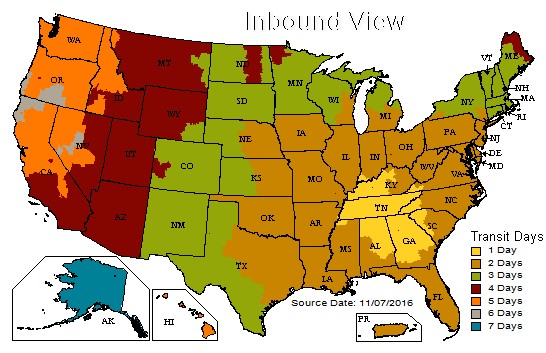 Inbound View
WA
MT
ND
MN
VT
ME
OR
ID
WY
SD
WI
MI
NY
NH
MA
RI
CT
NV
UT
CO
NE
IA
IL
IN
OH
PA
NJ
DE
MD
CA
KS
MO
KY
WV
VA
AZ
NM
OK
AR
TN
NC
SC
TX
LA
MS
AL
GA
FL
AK
HI
PR
Source Date: 11/07/2016
Transit Days
1 Day
2 Days
3 Days
4 Days
5 Days
6 Days
7 Days